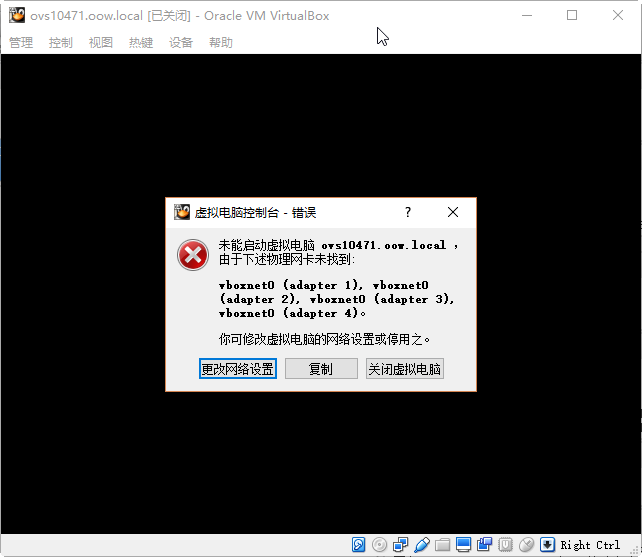 ovs10471.oow.local [已关闭] - Oracle VM VirtualBox
管理 控制 视图 热键 设备 帮助
虚拟电脑控制台 - 错误 ?
未能启动虚拟电脑 ovs10471.oow.local ，
由于下述物理网卡未找到:
vboxnet0 (adapter 1), vboxnet0
(adapter 2), vboxnet0 (adapter 3),
vboxnet0 (adapter 4)。
你可修改虚拟电脑的网络设置或停用之。
更改网络设置 复制 关闭虚拟电脑
Right Ctrl